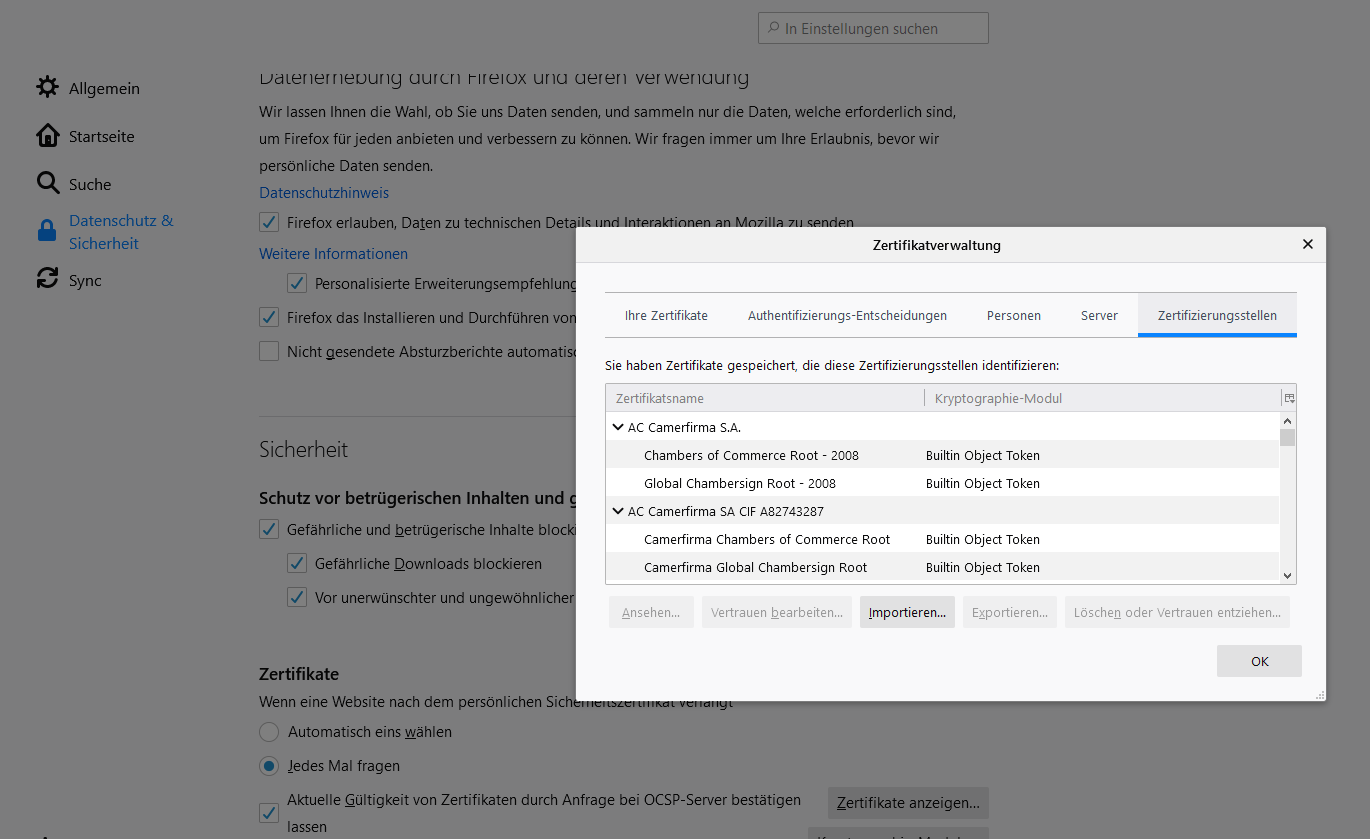 In Einstellungen suchen
Allgemein
Startseite
Suche
Datenschutz &
Sicherheit
Sync
Datenerhebung durch Firefox und deren Verwendung
Wir lassen Ihnen die Wahl, ob Sie uns Daten senden, und sammeln nur die Daten, welche erforderlich sind,
um Firefox für jeden anbieten und verbessern zu können. Wir fragen immer um Ihre Erlaubnis, bevor wir
persönliche Daten senden.
Datenschutzhinweis
Firefox erlauben, Daten zu technischen Details und Interaktionen an Mozilla zu senden
Weitere Informationen
Personalisierte Erweiterungsempfehlung
Firefox das Installieren und Durchführen von
Nicht gesendete Absturzberichte automatisc
Sicherheit
Schutz vor betrügerischen Inhalten und g
Gefährliche und betrügerische Inhalte blocki
Gefährliche Downloads blockieren
Vor unerwünschter und ungewöhnlicher
Zertifikate
Wenn eine Website nach dem persönlichen Sicherheitszertifikat verlangt
Automatisch eins wählen
Jedes Mal fragen
Aktuelle Gültigkeit von Zertifikaten durch Anfrage bei OCSP-Server bestätigen
lassen
Zertifikate anzeigen...
Zertifikatverwaltung
Ihre Zertifikate
Authentifizierungs-Entscheidungen
Personen
Server
Zertifizierungsstellen
Sie haben Zertifikate gespeichert, die diese Zertifizierungsstellen identifizieren:
Zertifikatsname Kryptographie-Modul
AC Camerfirma S.A.
Chambers of Commerce Root - 2008 Builtin Object Token
Global Chambersign Root - 2008 Builtin Object Token
AC Camerfirma SA CIF A82743287
Camerfirma Chambers of Commerce Root Builtin Object Token
Camerfirma Global Chambersign Root Builtin Object Token
Ansehen...
Vertrauen bearbeiten...
Importieren...
Exportieren...
Löschen oder Vertrauen entziehen...
OK